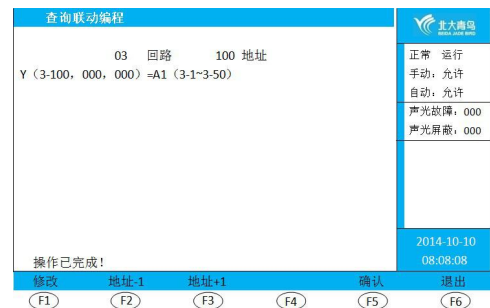 查询联动编程
北大青鸟
BEIDA JADE BIRD
03 回路 100 地址
Y（3-100，000，000）=A1（3-1~3-50）
正常 运行
手动：允许
自动：允许
声光故障：000
声光屏蔽：000
2014-10-10
08:08:08
操作已完成！
修改 地址-1 地址+1 确认 退出
F1 F2 F3 F4 F5 F6